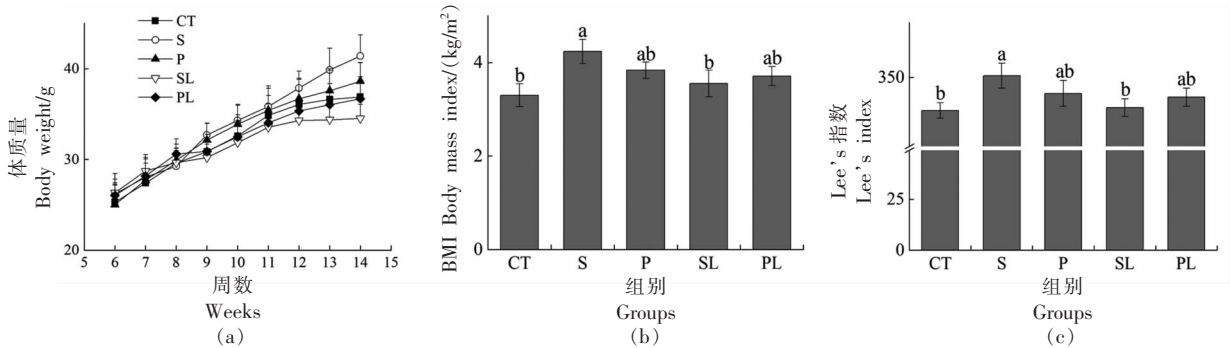 体质量
Body weight/g
40
30
20
CT
S
P
SL
PL
5 6 7 8 9 10 11 12 13 14 15
周数
Weeks
(a)
BMI Body mass index/(kg/m²)
4
2
0
b a ab b ab
CT S P SL PL
组别
Groups
(b)
Lee's指数
Lee's index
350
25
0
b a ab b ab
CT S P SL PL
组别
Groups
(c)